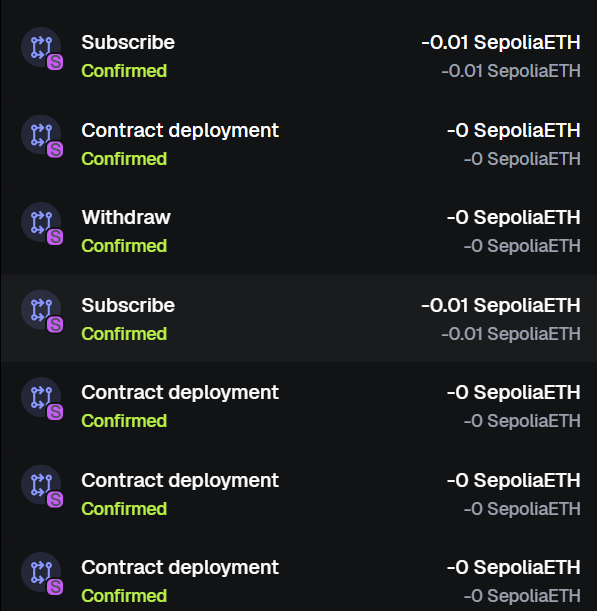 Subscribe
-0.01 SepoliaETH
Confirmed
-0.01 SepoliaETH
S
Contract deployment
-0 SepoliaETH
Confirmed
-0 SepoliaETH
S
Withdraw
-0 SepoliaETH
Confirmed
-0 SepoliaETH
S
Subscribe
-0.01 SepoliaETH
Confirmed
-0.01 SepoliaETH
S
Contract deployment
-0 SepoliaETH
Confirmed
-0 SepoliaETH
S
Contract deployment
-0 SepoliaETH
Confirmed
-0 SepoliaETH
S
Contract deployment
-0 SepoliaETH
Confirmed
-0 SepoliaETH
S